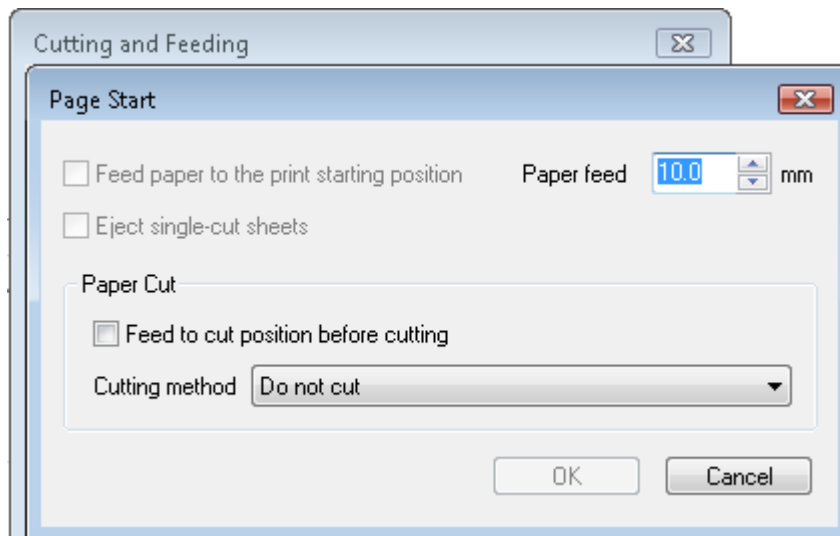 Cutting and Feeding
Page Start
Feed paper to the print starting position Paper feed 10.0 mm
Eject single-cut sheets
Paper Cut
Feed to cut position before cutting
Cutting method Do not cut
OK Cancel